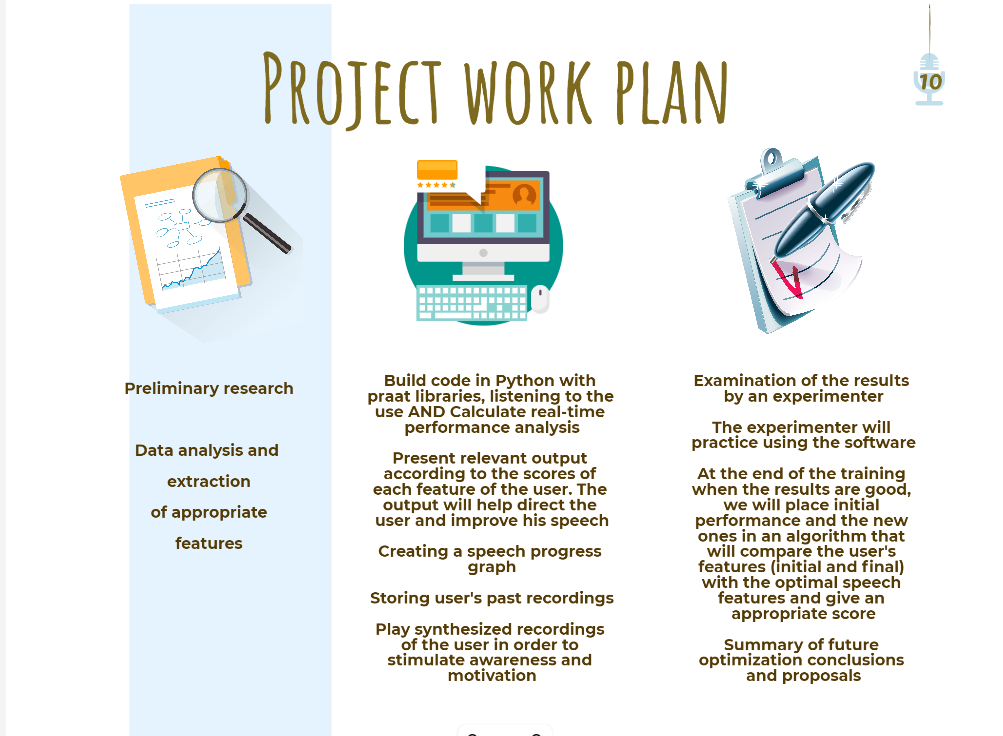 PROJECT WORK PLAN
10
Preliminary research
Data analysis and
extraction
of appropriate
features
Build code in Python with
praat libraries, listening to the
use AND Calculate real-time
performance analysis
Present relevant output
according to the scores of
each feature of the user. The
output will help direct the
user and improve his speech
Creating a speech progress
graph
Storing user's past recordings
Play synthesized recordings
of the user in order to
stimulate awareness and
motivation
Examination of the results
by an experimenter
The experimenter will
practice using the software
At the end of the training
when the results are good,
we will place initial
performance and the new
ones in an algorithm that
will compare the user's
features (initial and final)
with the optimal speech
features and give an
appropriate score
Summary of future
optimization conclusions
and proposals